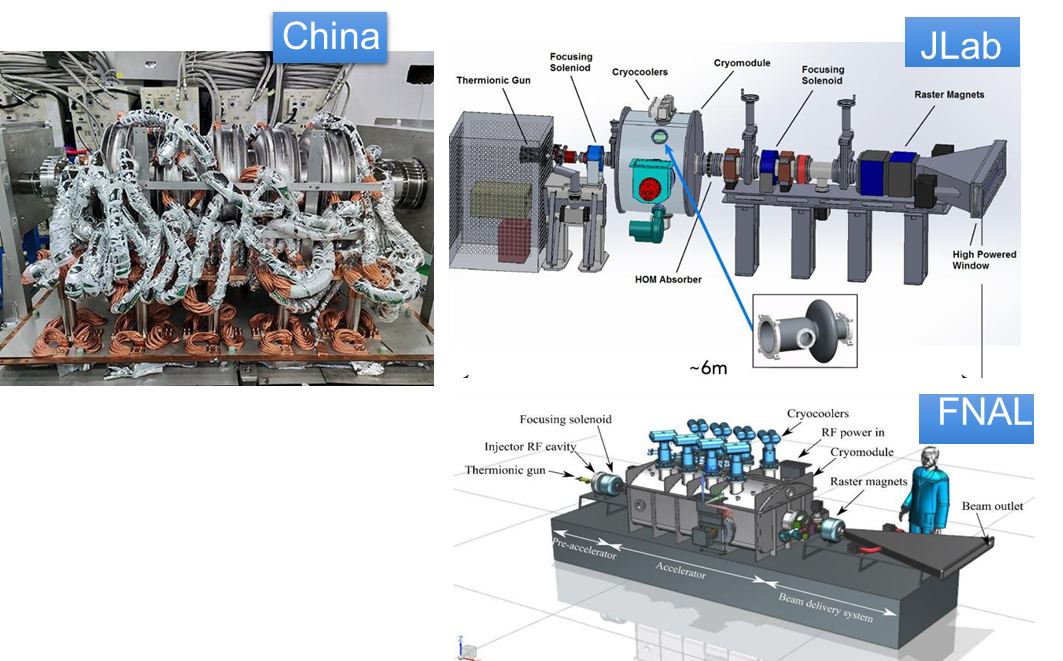 China
JLab
Thermionic Gun
Focusing
Soleniod
Cryocoolers
Cryomodule
Focusing
Solenoid
Raster Magnets
HOM Absorber
High Powered
Window
~6m
FNAL
Focusing solenoid
Injector RF cavity
Thermionic gun
Cryocoolers
RF power in
Cryomodule
Raster magnets
Beam outlet
Pre-accelerator
Accelerator
Beam delivery system
Z